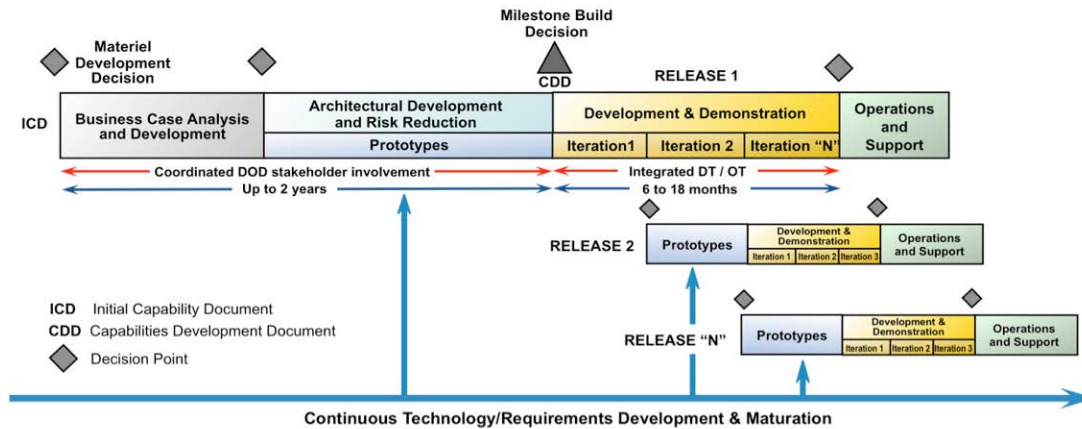 Milestone Build
Decision
Materiel
Development
Decision
CDD
RELEASE 1
ICD
Business Case Analysis
and Development
Architectural Development
and Risk Reduction
Prototypes
Development & Demonstration
Iteration1
Iteration 2
Iteration “N”
Operations
and
Support
Coordinated DOD stakeholder involvement
Integrated DT / OT
Up to 2 years
6 to 18 months
RELEASE 2
Prototypes
Development &
Demonstration
Iteration 1
Iteration 2
Iteration 3
Operations
and Support
ICD Initial Capability Document
CDD Capabilities Development Document
Decision Point
RELEASE “N”
Prototypes
Development &
Demonstration
Iteration 1
Iteration 2
Iteration 3
Operations
and Support
Continuous Technology/Requirements Development & Maturation